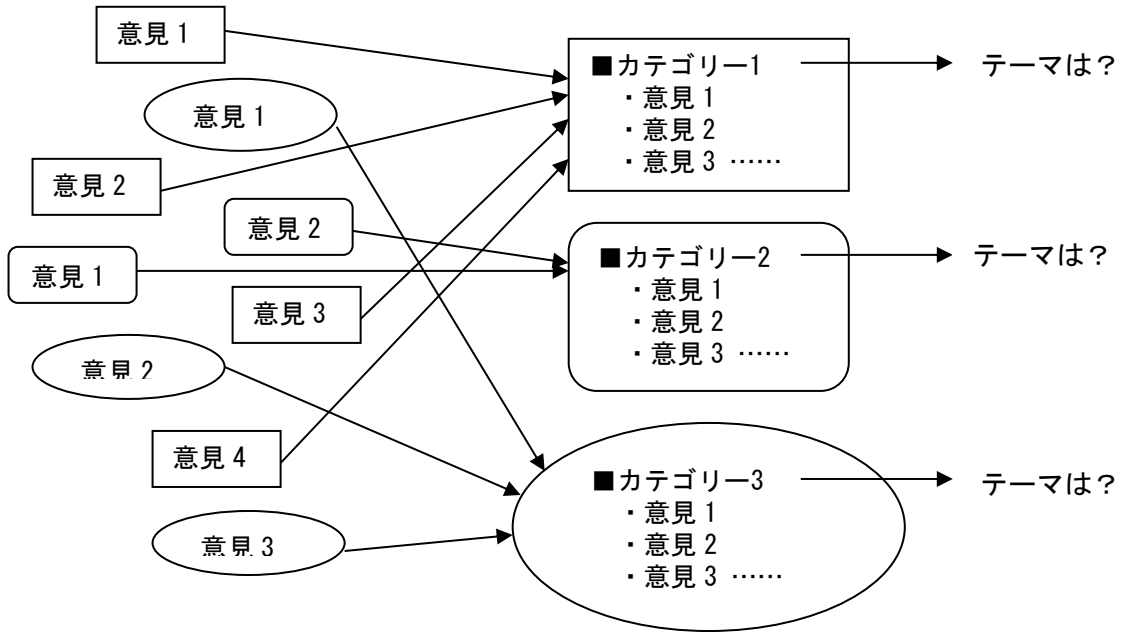 意見1
意見1
意見2
意見2
意見1
意見3
意見2
意見4
意見3
■カテゴリー1
・意見1
・意見2
・意見3 ……
テーマは?
■カテゴリー2
・意見1
・意見2
・意見3 ……
テーマは?
■カテゴリー3
・意見1
・意見2
・意見3 ……
テーマは?